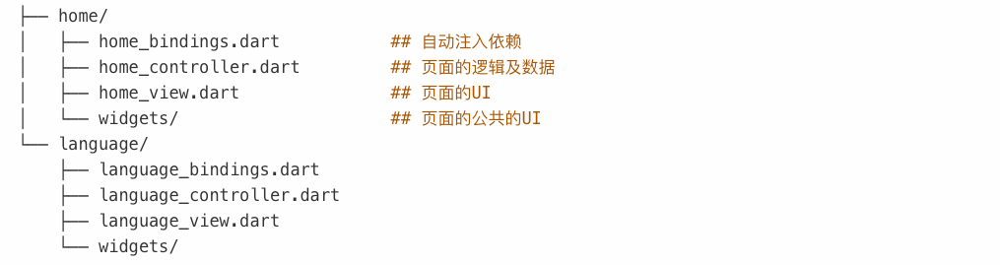 ├── home/
│   ├── home_bindings.dart           ## 自动注入依赖
│   ├── home_controller.dart         ## 页面的逻辑及数据
│   ├── home_view.dart               ## 页面的UI
│   └── widgets/                     ## 页面的公共的UI
└── language/
    ├── language_bindings.dart
    ├── language_controller.dart
    ├── language_view.dart
    └── widgets/